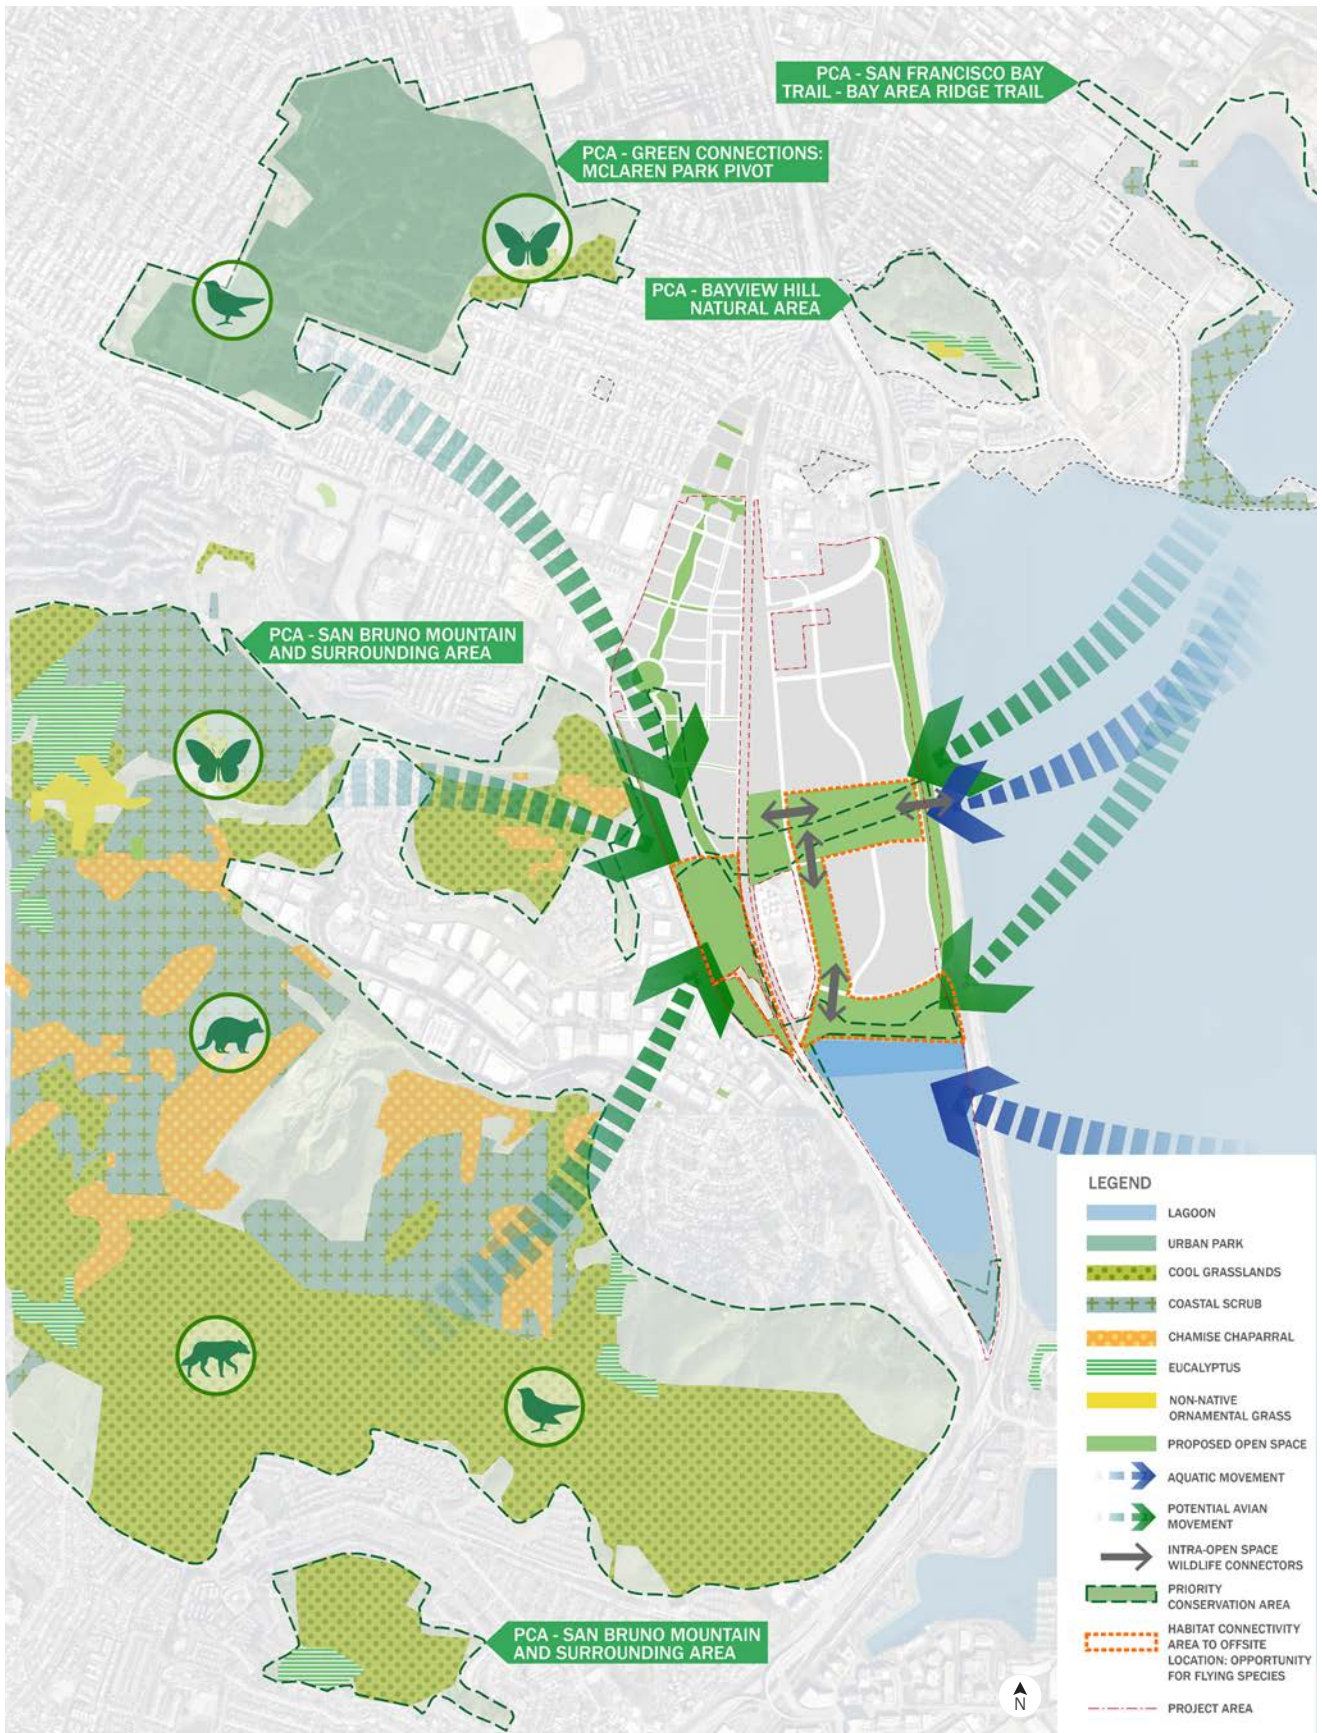 PCA - SAN FRANCISCO BAY
TRAIL - BAY AREA RIDGE TRAIL
PCA - GREEN CONNECTIONS:
MCLAREN PARK PIVOT
PCA - BAYVIEW HILL
NATURAL AREA
PCA - SAN BRUNO MOUNTAIN
AND SURROUNDING AREA
LEGEND
LAGOON
URBAN PARK
COOL GRASSLANDS
COASTAL SCRUB
CHAMISE CHAPARRAL
EUCALYPTUS
NON-NATIVE
ORNAMENTAL GRASS
PROPOSED OPEN SPACE
AQUATIC MOVEMENT
POTENTIAL AVIAN
MOVEMENT
INTRA-OPEN SPACE
WILDLIFE CONNECTORS
PRIORITY
CONSERVATION AREA
HABITAT CONNECTIVITY
AREA TO OFFSITE
LOCATION: OPPORTUNITY
FOR FLYING SPECIES
PROJECT AREA
PCA - SAN BRUNO MOUNTAIN
AND SURROUNDING AREA
N